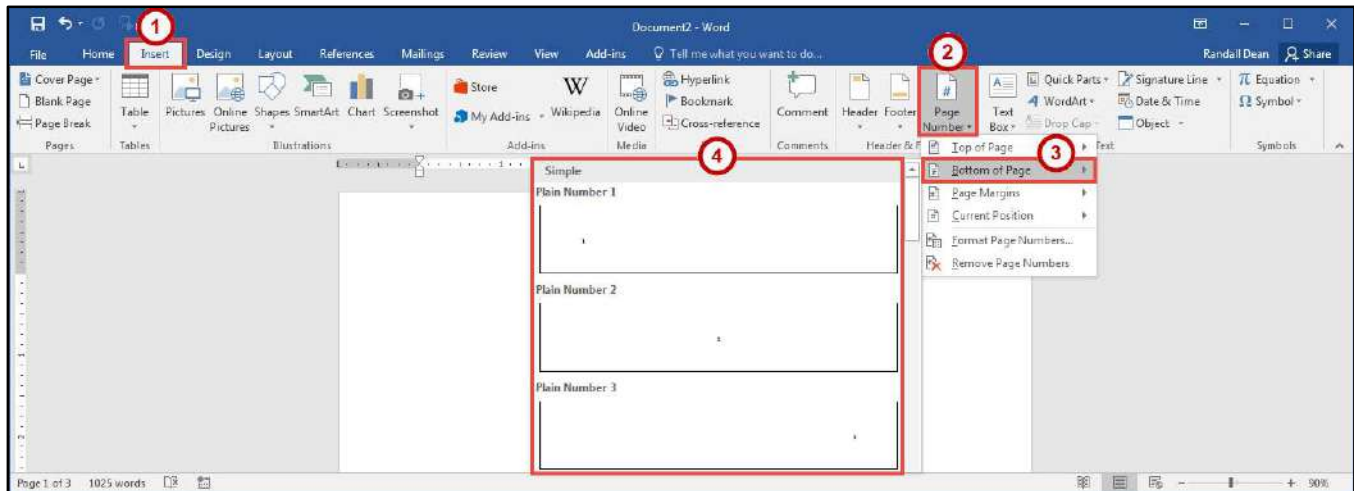 1
Document2 - Word
File Home Insert Design Layout References Mailings Review View Add-ins Tell me what you want to do... 2 Randall Dean Share
Cover Page
Blank Page
Page Break
Pages
Table
Tables
Pictures Online Pictures Shapes SmartArt Chart Screenshot
Illustrations
Store
My Add-ins
Wikipedia
Add-ins
Online Video
Media
Hyperlink
Bookmark
Cross-reference
Comment
Comments
Header Footer Page Number
Header & F
#
Text Box
A
Quick Parts
WordArt
Drop Cap
Signature Line
Date & Time
Object
Text
π Equation
Ω Symbol
Symbols
Top of Page
3
Bottom of Page
Page Margins
Current Position
Format Page Numbers...
Remove Page Numbers
4
Simple
Plain Number 1
1
Plain Number 2
Plain Number 3
Page 1 of 3 1025 words
90%